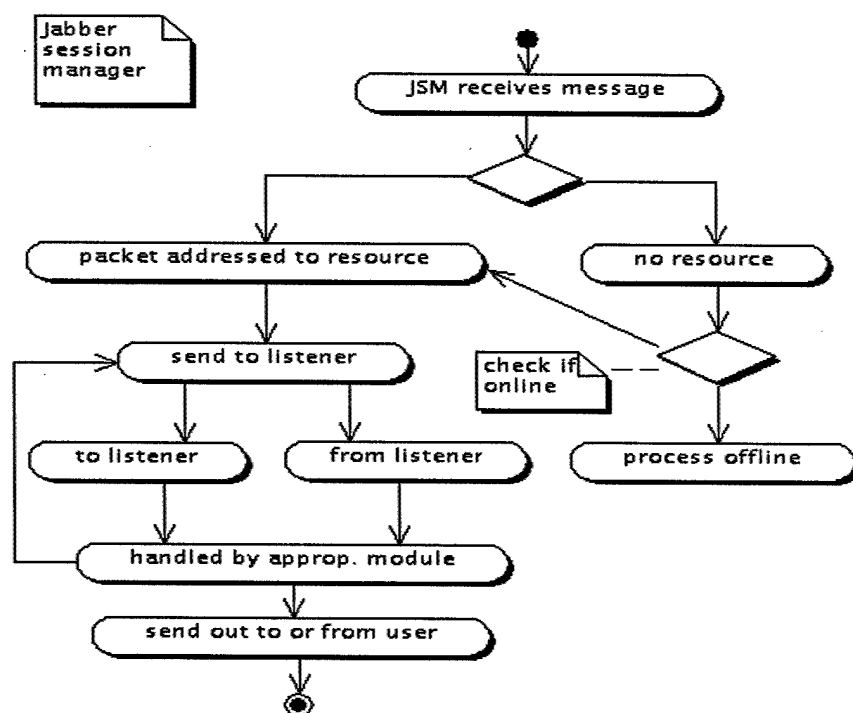 Jabber
session
manager
JSM receives message
packet addressed to resource
no resource
send to listener
check if
online
to listener
from listener
process offline
handled by approp. module
send out to or from user